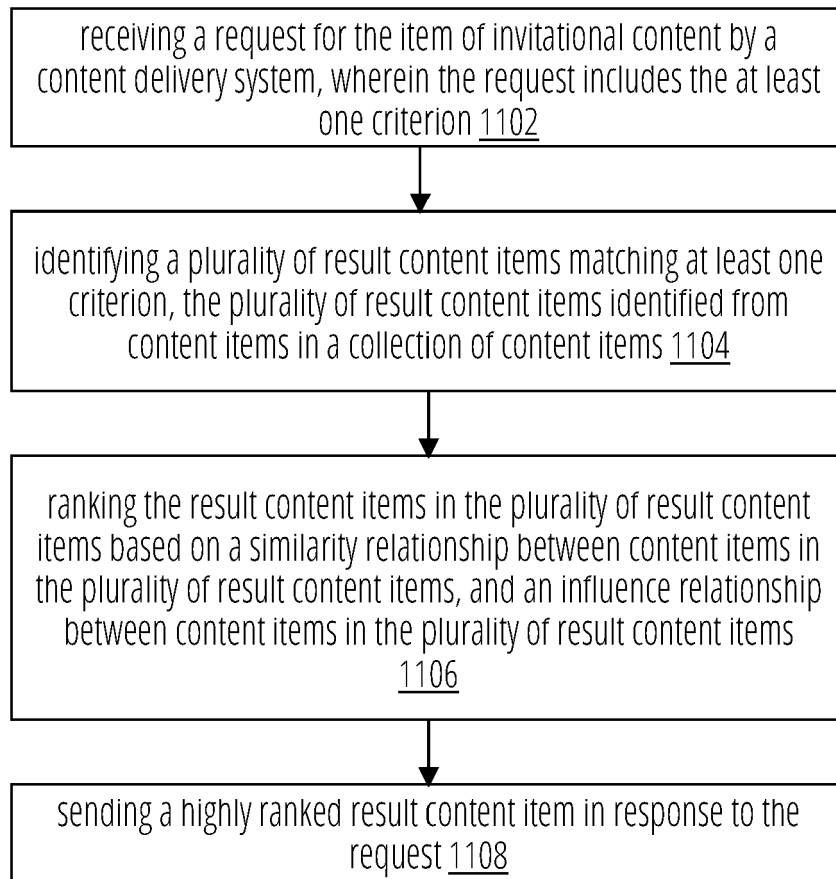 receiving a request for the item of invitational content by a
content delivery system, wherein the request includes the at least
one criterion 1102
identifying a plurality of result content items matching at least one
criterion, the plurality of result content items identified from
content items in a collection of content items 1104
ranking the result content items in the plurality of result content
items based on a similarity relationship between content items in
the plurality of result content items, and an influence relationship
between content items in the plurality of result content items
1106
sending a highly ranked result content item in response to the
request 1108